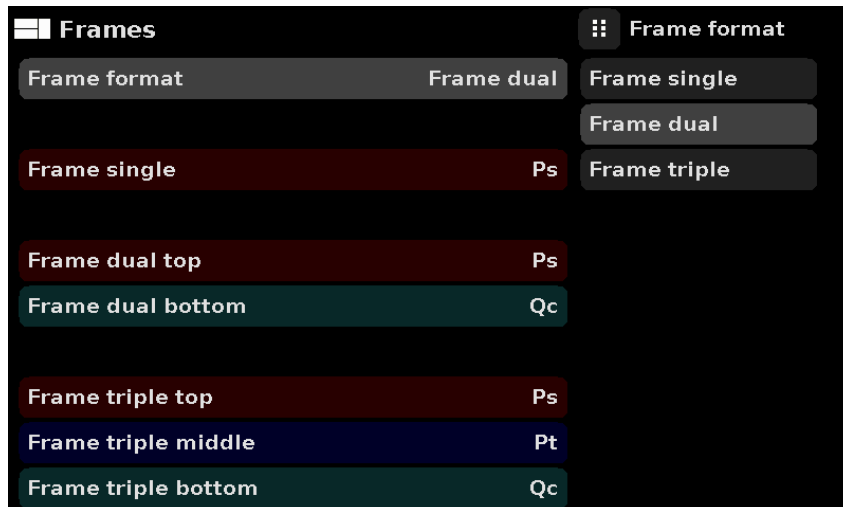 Frames
Frame format Frame dual
Frame single Ps
Frame dual top Ps
Frame dual bottom Qc
Frame triple top Ps
Frame triple middle Pt
Frame triple bottom Qc
Frame format
Frame single
Frame dual
Frame triple